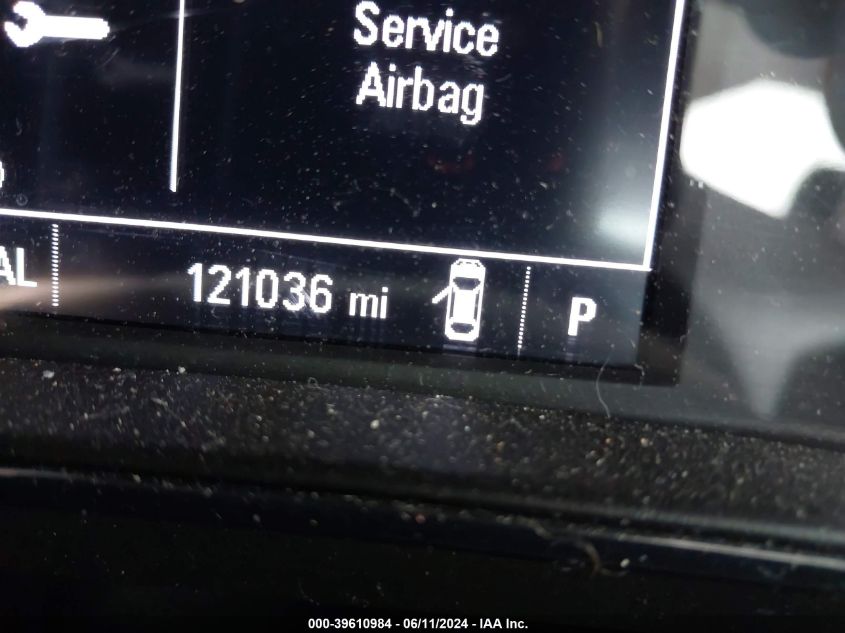 Service
Airbag
AL
121036 mi
P
000-39610984 - 06/11/2024 - IAA Inc.